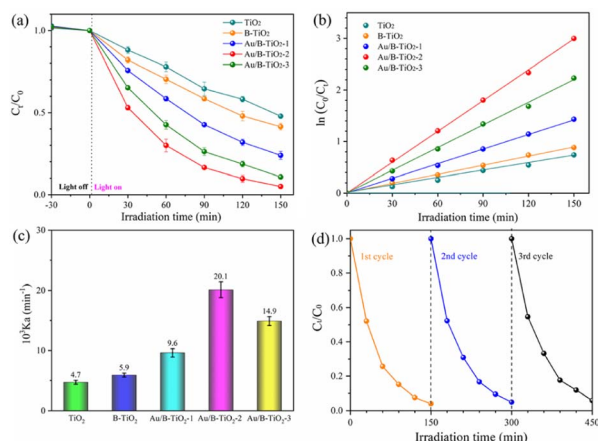 (a)
TiO₂
B-TiO₂
Au/B-TiO₂-1
Au/B-TiO₂-2
Au/B-TiO₂-3
Cₜ/C₀
1.0
0.5
0.0
Light off
Light on
-30 0 30 60 90 120 150
Irradiation time (min)
(b)
TiO₂
B-TiO₂
Au/B-TiO₂-1
Au/B-TiO₂-2
Au/B-TiO₂-3
ln (C₀/Cₜ)
3
2
1
0
0 30 60 90 120 150
Irradiation time (min)
(c)
10³Ka (min⁻¹)
30
20
10
0
4.7
5.9
9.6
20.1
14.9
TiO₂ B-TiO₂ Au/B-TiO₂-1 Au/B-TiO₂-2 Au/B-TiO₂-3
(d)
1st cycle
2nd cycle
3rd cycle
Cₜ/C₀
1.0
0.8
0.6
0.4
0.2
0.0
0 150 300 450
Irradiation time (min)